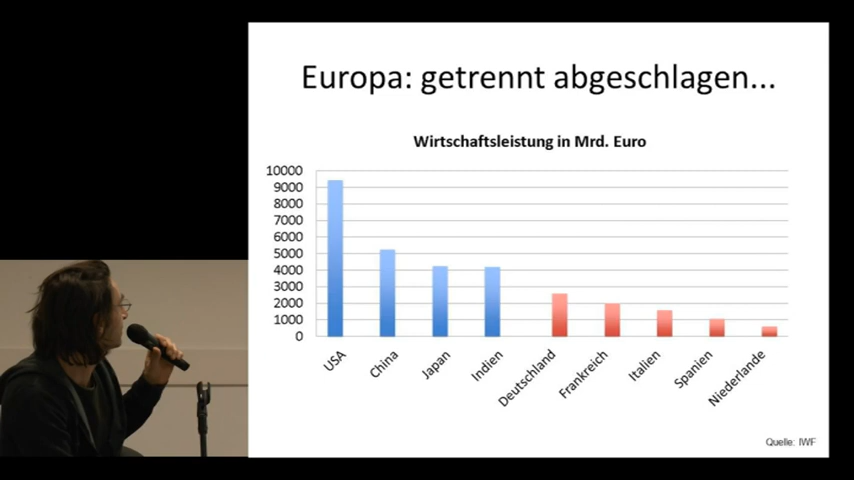 Europa: getrennt abgeschlagen...
Wirtschaftsleistung in Mrd. Euro
10000
9000
8000
7000
6000
5000
4000
3000
2000
1000
0
USA
China
Japan
Indien
Deutschland
Frankreich
Italien
Spanien
Niederlande
Quelle: IWF